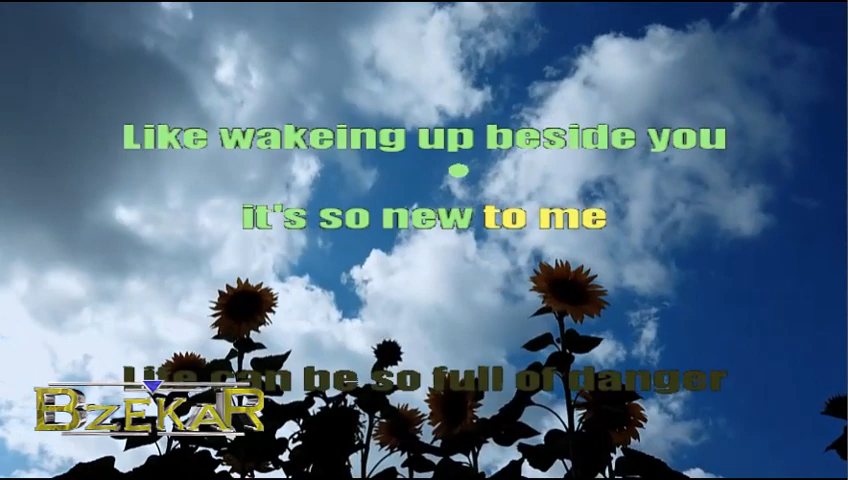 Like wakeing up beside you
it's so new to me
Life can be so full of danger
BZEKAR